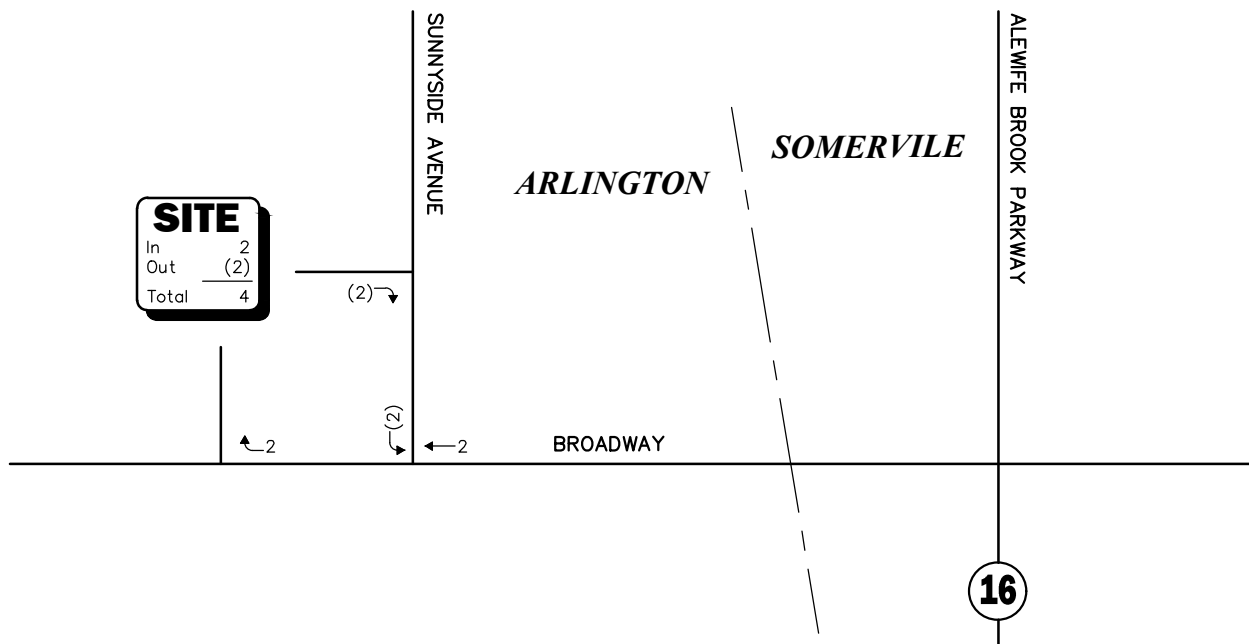 SUNNYSIDE AVENUE
ALEWIFE BROOK PARKWAY
SOMERVILE
ARLINGTON
SITE
In 2
Out (2)
Total 4
(2)
(2)
2
2
BROADWAY
16